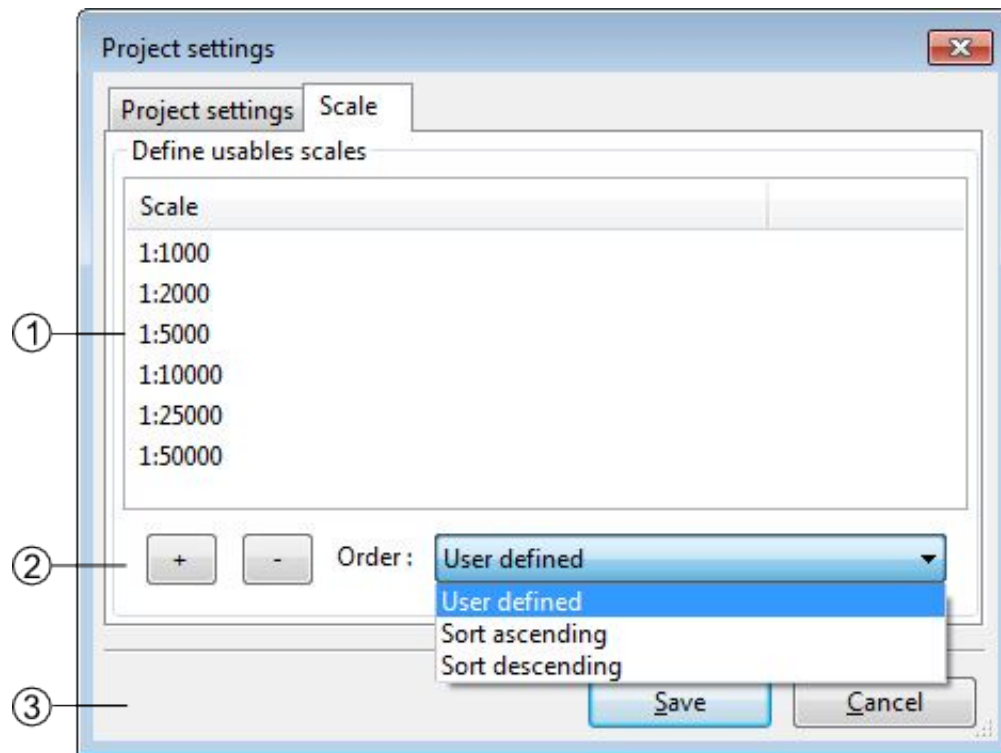 Project settings
Project settings Scale
Define usables scales
Scale
1:1000
1:2000
① 1:5000
1:10000
1:25000
1:50000
② + - Order : User defined
User defined
Sort ascending
Sort descending
③ Save Cancel